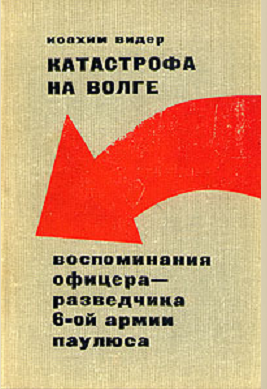 иоахим видер
КАТАСТРОФА
НА ВОЛГЕ
воспоминания
офицера—
разведчика
6-ой армии
паулюса